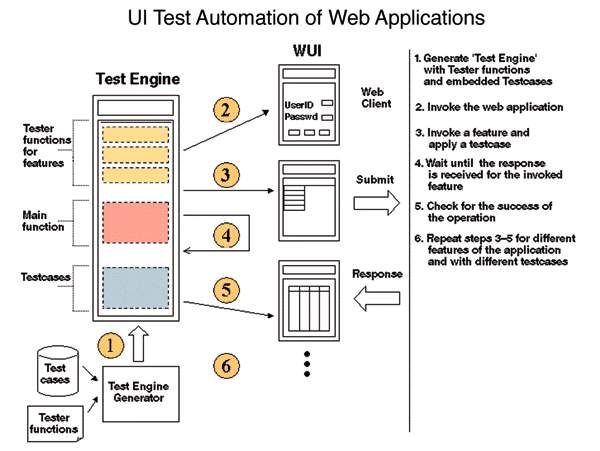 UI Test Automation of Web Applications
WUI
Test Engine
Tester
functions
for
features
Main
function
Testcases
2
3
4
5
1
6
UserID
Passwd
Web
Client
Submit
Response
Test
cases
Tester
functions
Test Engine
Generator
1. Generate 'Test Engine'
with Tester functions
and embedded Testcases
2. Invoke the web application
3. Invoke a feature and
apply a testcase
4. Wait until the response
is received for the invoked
feature
5. Check for the success of
the operation
6. Repeat steps 3–5 for different
features of the application
and with different testcases